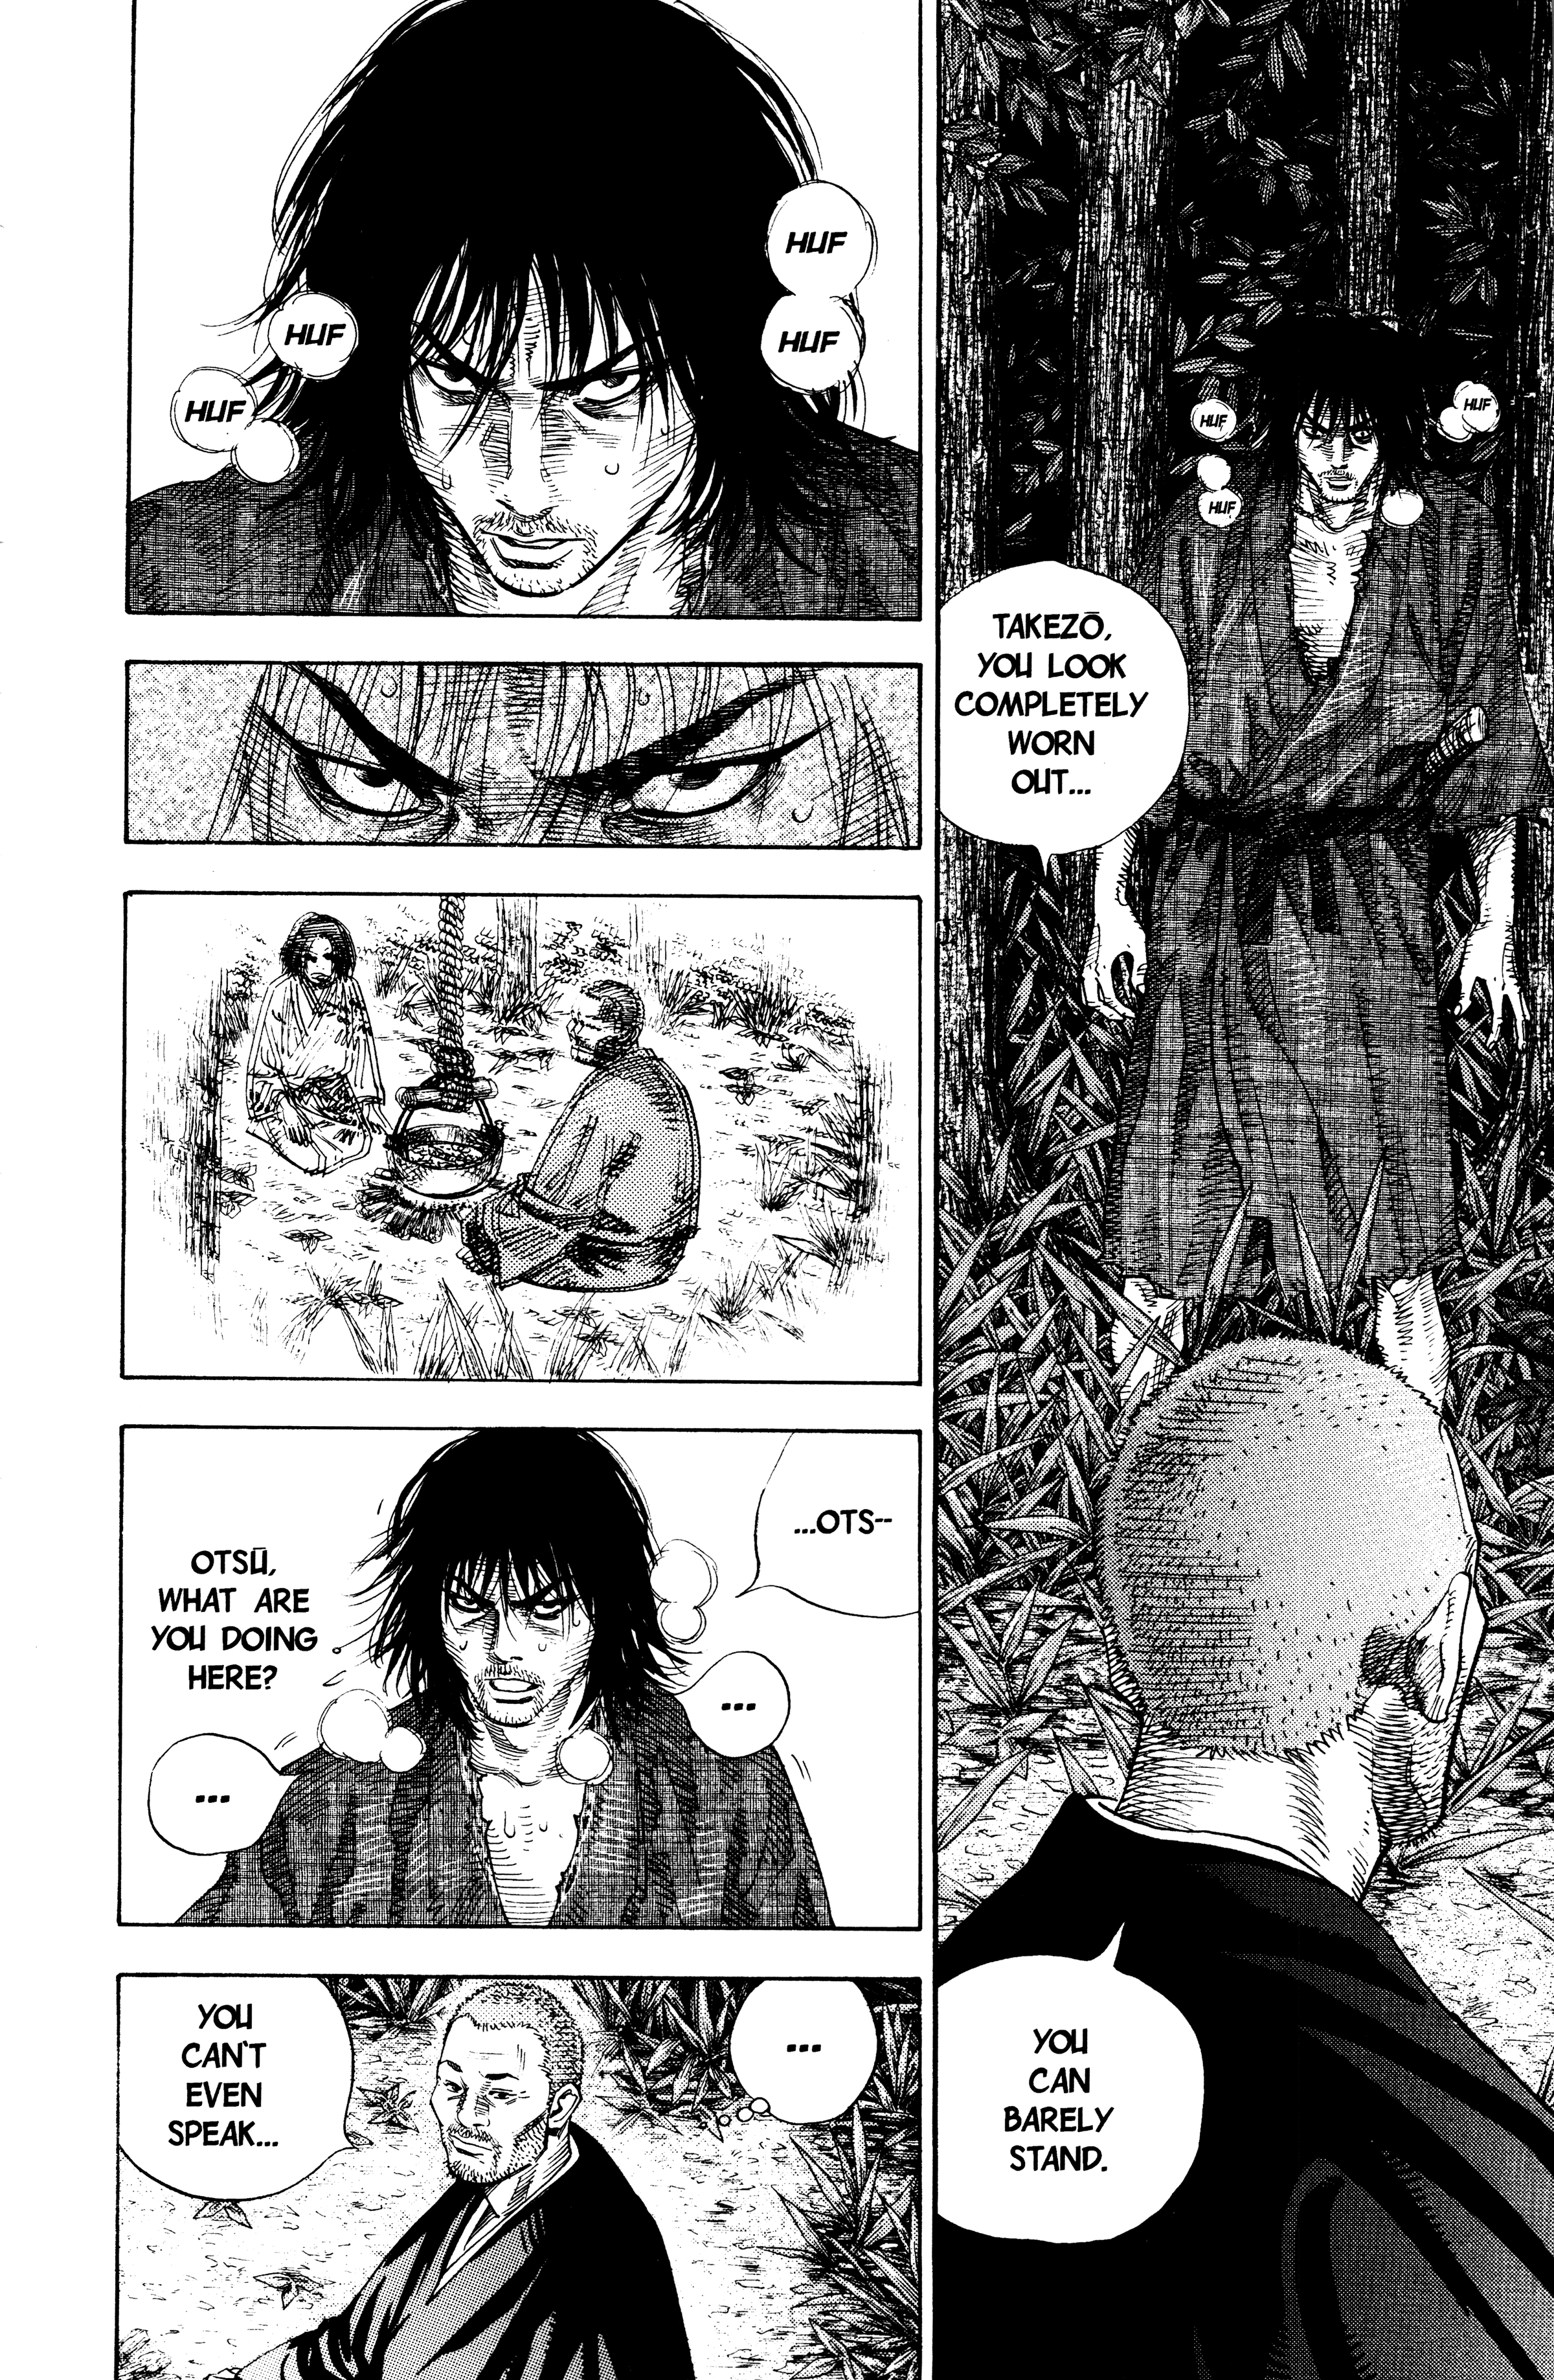 HUF
HUF
HUF
TAKEZŌ,
YOU LOOK
COMPLETELY
WORN
OUT...
YOU
CAN
BARELY
STAND.
HUF
HUF
HUF
HUF
...OTS--
...
OTSŪ,
WHAT ARE
YOU DOING
HERE?
...
...
YOU
CAN'T
EVEN
SPEAK...